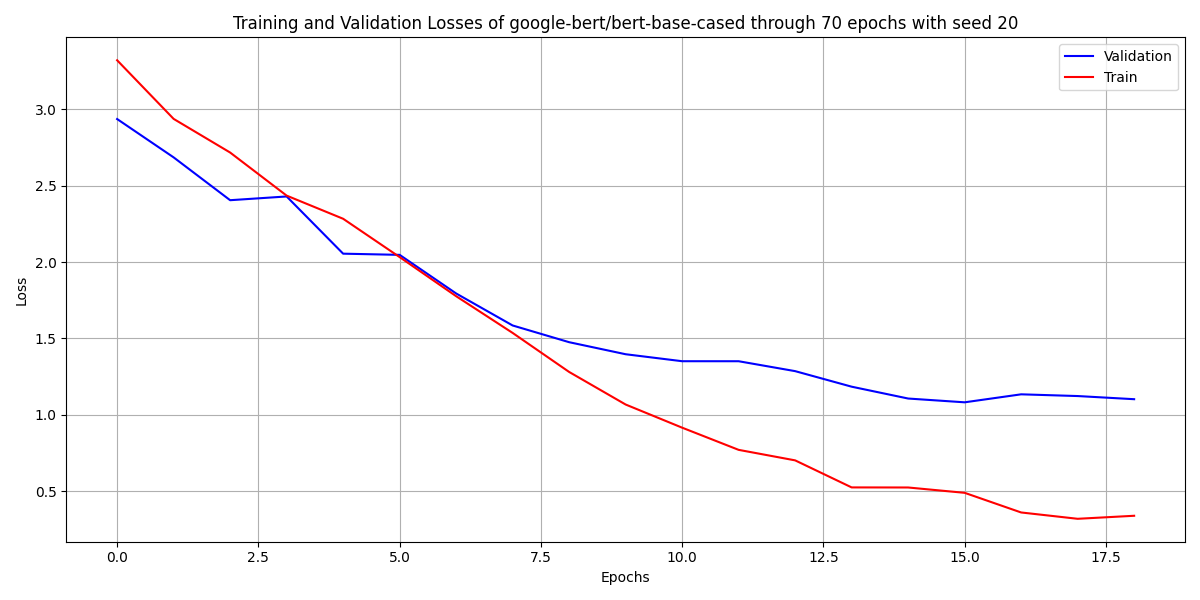 Training and Validation Losses of google-bert/bert-base-cased through 70 epochs with seed 20
Validation
Train
3.0
2.5
2.0
1.5
1.0
0.5
Loss
0.0
2.5
5.0
7.5
10.0
12.5
15.0
17.5
Epochs